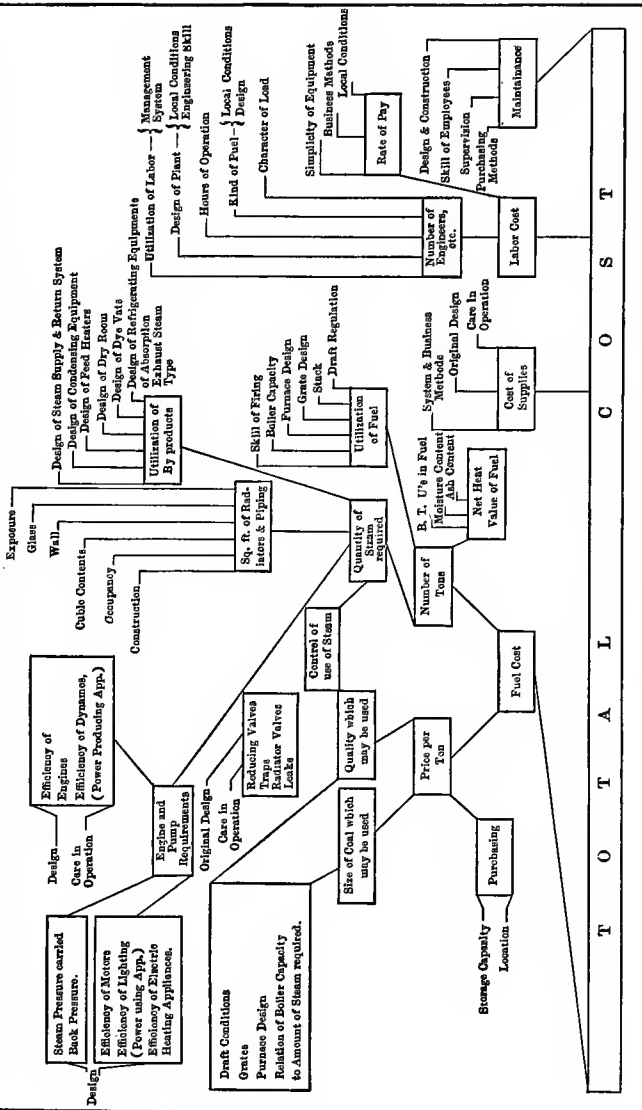 Steam Pressure carried
Back Pressure.
Design
Efficiency of Motors
Efficiency of Lighting
(Power using App.)
Efficiency of Electric
Heating Appliances.
Design
Care in
Operation
Efficiency of
Engines
Efficiency of Dynamos,
(Power Producing App.)
Engine and
Pump
Requirements
Exposure
Glass
Wall
Cubic Contents
Occupancy
Construction
Sq. ft. of Rad-
iators & Piping
Design of Steam Supply & Return System
Design of Condensing Equipment
Design of Feed Heaters
Design of Dry Room
Design of Dye Vats
Design of Refrigerating Equipments
of Absorption
Exhaust Steam
Type
Utilization of
By products
Utilization of Labor { Management
System
Design of Plant { Local Conditions
Engineering Skill
Hours of Operation
Kind of Fuel { Local Conditions
Design
Character of Load
Number of
Engineers,
etc.
Simplicity of Equipment
Business Methods
Local Conditions
Rate of Pay
Design & Construction
Skill of Employees
Supervision
Purchasing
Methods
Maintainance
Original Design
Care in
Operation
Reducing Valves
Traps
Radiator Valves
Leaks
Control of
use of Steam
Quantity of
Steam
required
Skill of Firing
Boiler Capacity
Furnace Design
Grate Design
Stack
Draft Regulation
Utilization
of Fuel
Draft Conditions
Grates
Furnace Design
Relation of Boiler Capacity
to Amount of Steam required.
Size of Coal which
may be used
Quality which
may be used
Price per
Ton
Number of
Tons
B. T. U's in Fuel
Moisture Content
Ash Content
Net Heat
Value of Fuel
System & Business
Methods
Original Design
Care in
Operation
Cost of
Supplies
Labor Cost
Storage Capacity
Location
Purchasing
Fuel Cost
TOTAL COST